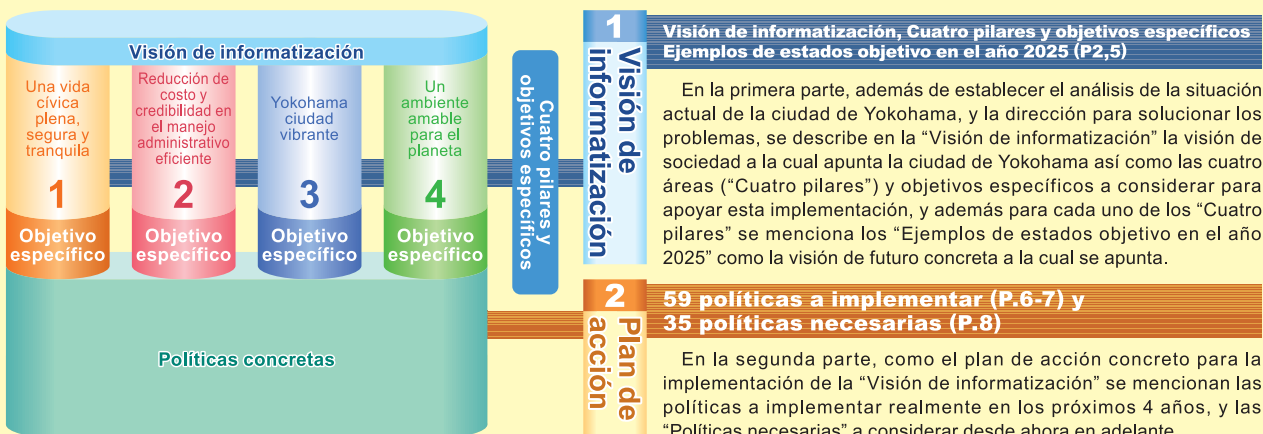 Visión de informatización
Una vida
cívica
plena,
segura y
tranquila
1
Objetivo
específico
Reducción de
costo y
credibilidad en
el manejo
administrativo
eficiente
2
Objetivo
específico
Yokohama
ciudad
vibrante
3
Objetivo
específico
Un
ambiente
amable
para el
planeta
4
Objetivo
específico
Políticas concretas
Cuatro pilares y
objetivos específicos
1
Visión de
informatización
Visión de informatización, Cuatro pilares y objetivos específicos
Ejemplos de estados objetivo en el año 2025 (P2,5)
En la primera parte, además de establecer el análisis de la situación
actual de la ciudad de Yokohama, y la dirección para solucionar los
problemas, se describe en la “Visión de informatización” la visión de
sociedad a la cual apunta la ciudad de Yokohama así como las cuatro
áreas (“Cuatro pilares”) y objetivos específicos a considerar para
apoyar esta implementación, y además para cada uno de los “Cuatro
pilares” se menciona los “Ejemplos de estados objetivo en el año
2025” como la visión de futuro concreta a la cual se apunta.
2
Plan de
acción
59 políticas a implementar (P.6-7) y
35 políticas necesarias (P.8)
En la segunda parte, como el plan de acción concreto para la
implementación de la “Visión de informatización” se mencionan las
políticas a implementar realmente en los próximos 4 años, y las
“Políticas necesarias” a considerar desde ahora en adelante.